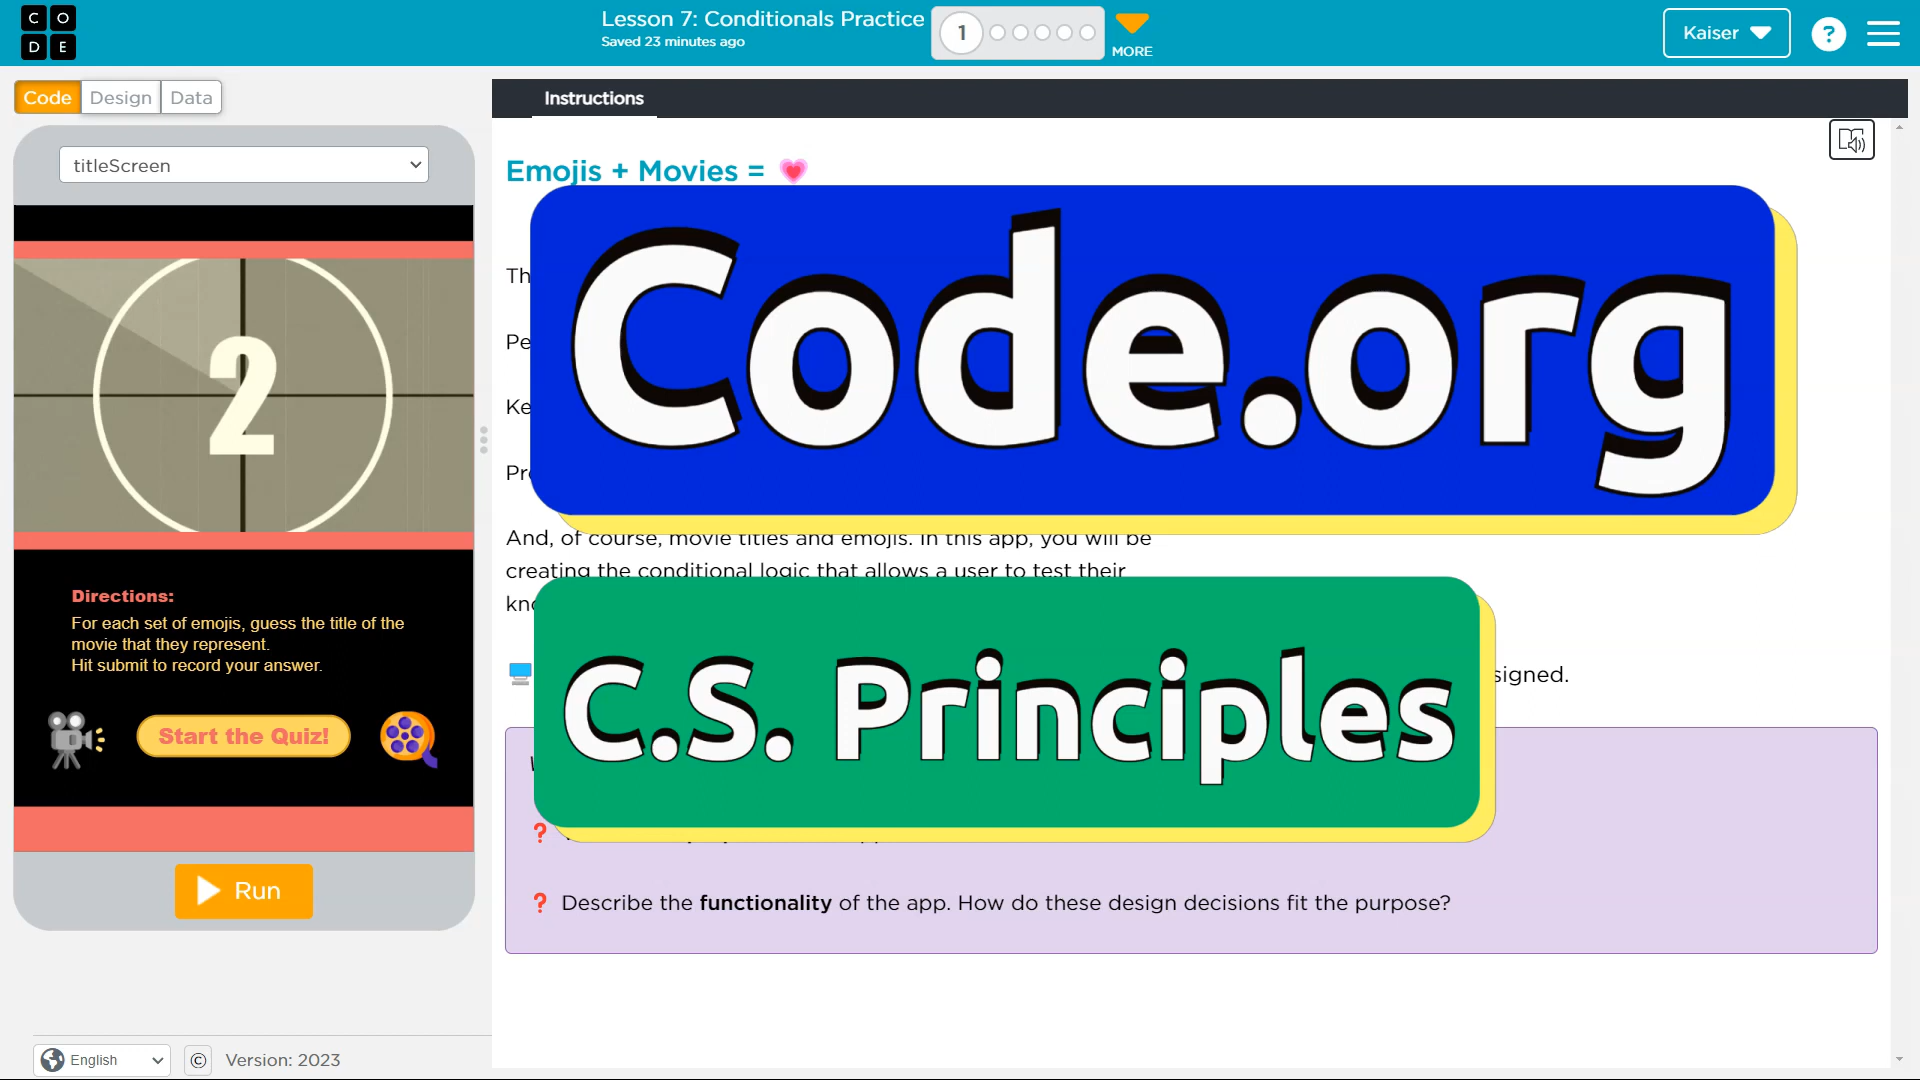 C O
D E
Lesson 7: Conditionals Practice
Saved 23 minutes ago
1
MORE
Kaiser
?
Code Design Data
titleScreen
2
Directions:
For each set of emojis, guess the title of the
movie that they represent.
Hit submit to record your answer.
Start the Quiz!
Run
English
© Version: 2023
Instructions
Emojis + Movies =
Code.org
And, of course, movie titles and emojis. In this app, you will be
creating the conditional logic that allows a user to test their
signed.
C.S. Principles
❓
❓ Describe the functionality of the app. How do these design decisions fit the purpose?